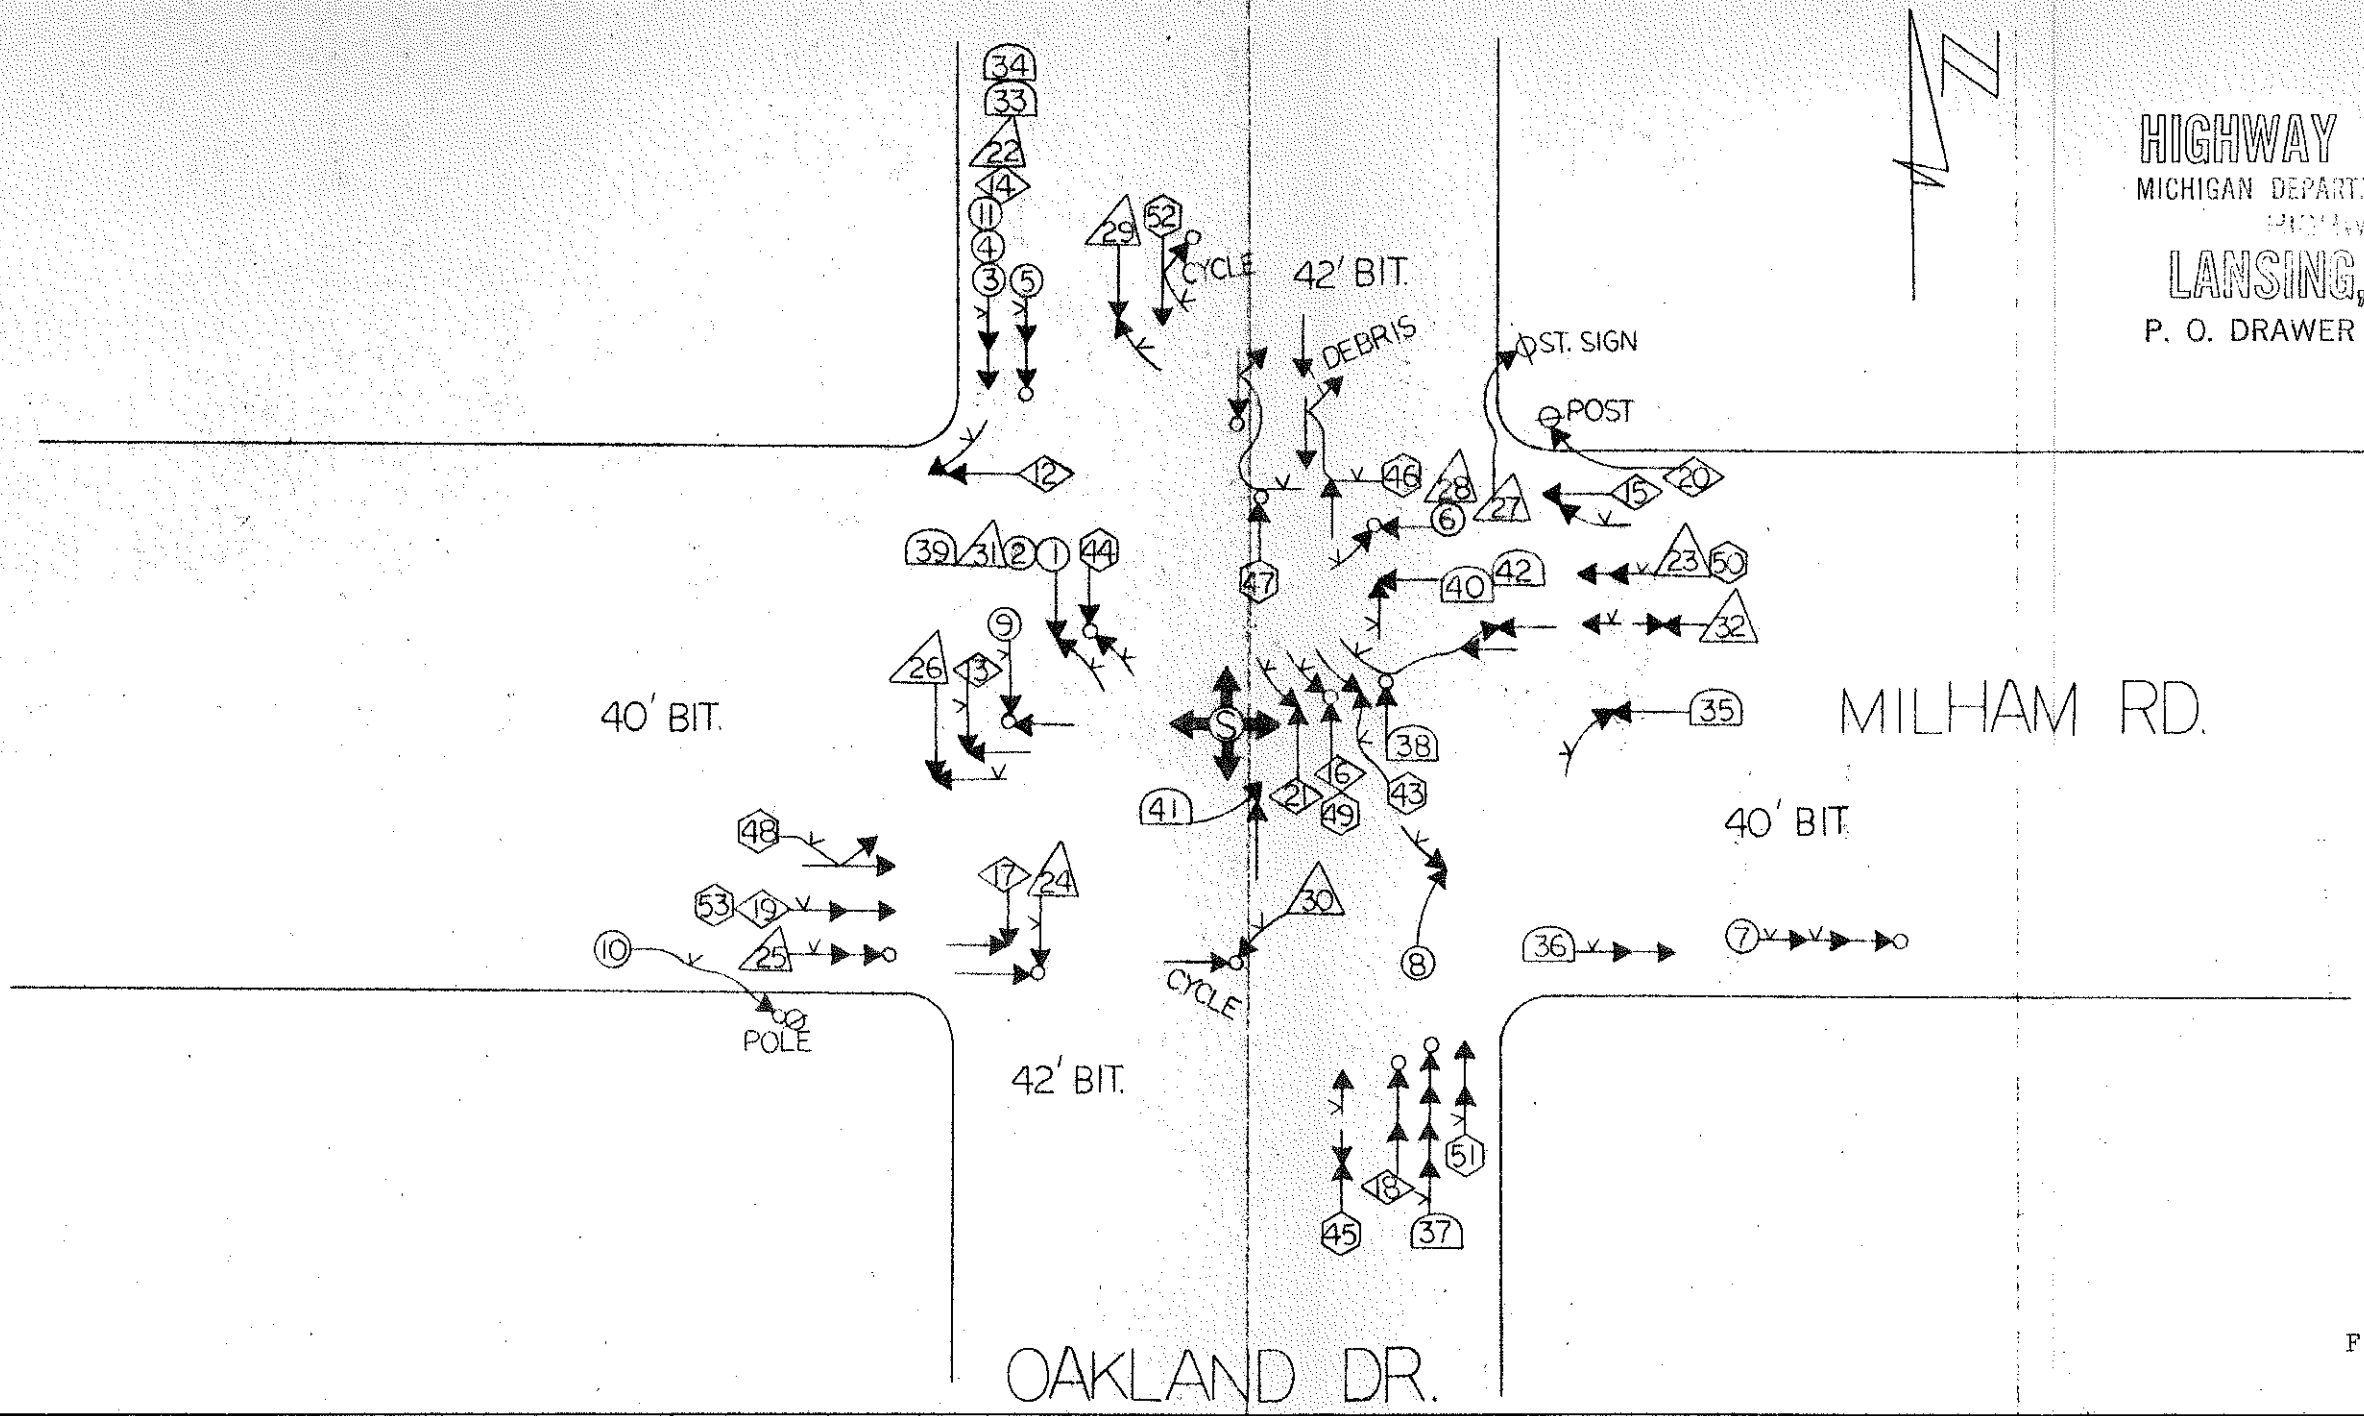 34
33
22
14
11
4
3 5
29 52
CYCLE
42' BIT.
DEBRIS
ST. SIGN
POST
N
HIGHWAY
LANSING,
P. O. DRAWER
MICHIGAN
12
46 28 27 15 20
6
39 31 2 1 44
47
40 42 23 50
32
9
26 13
40' BIT.
S
38
35
MILHAM RD.
41 21 16 49 43
40' BIT.
48
17 24
30
53 19
10 25
POLE
CYCLE
8
36 7
42' BIT.
51
18
45 37
OAKLAND DR.
F